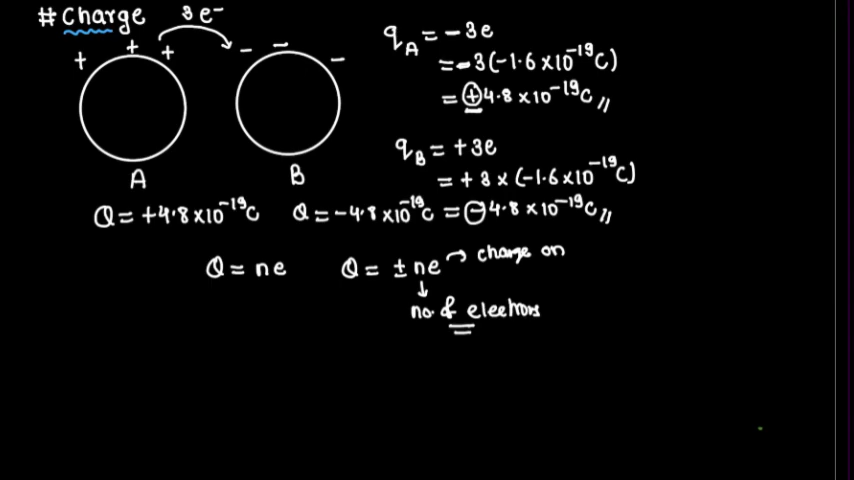 # Charge
3e⁻
+ + +
- - -
A
B
q_A = -3e
= -3(-1.6×10⁻¹⁹C)
= +4.8×10⁻¹⁹C //
q_B = +3e
= +3×(-1.6×10⁻¹⁹C)
= -4.8×10⁻¹⁹C //
Q = +4.8×10⁻¹⁹C
Q = -4.8×10⁻¹⁹C
Q = ne
Q = ± ne → charge on
↓
no. of electrons